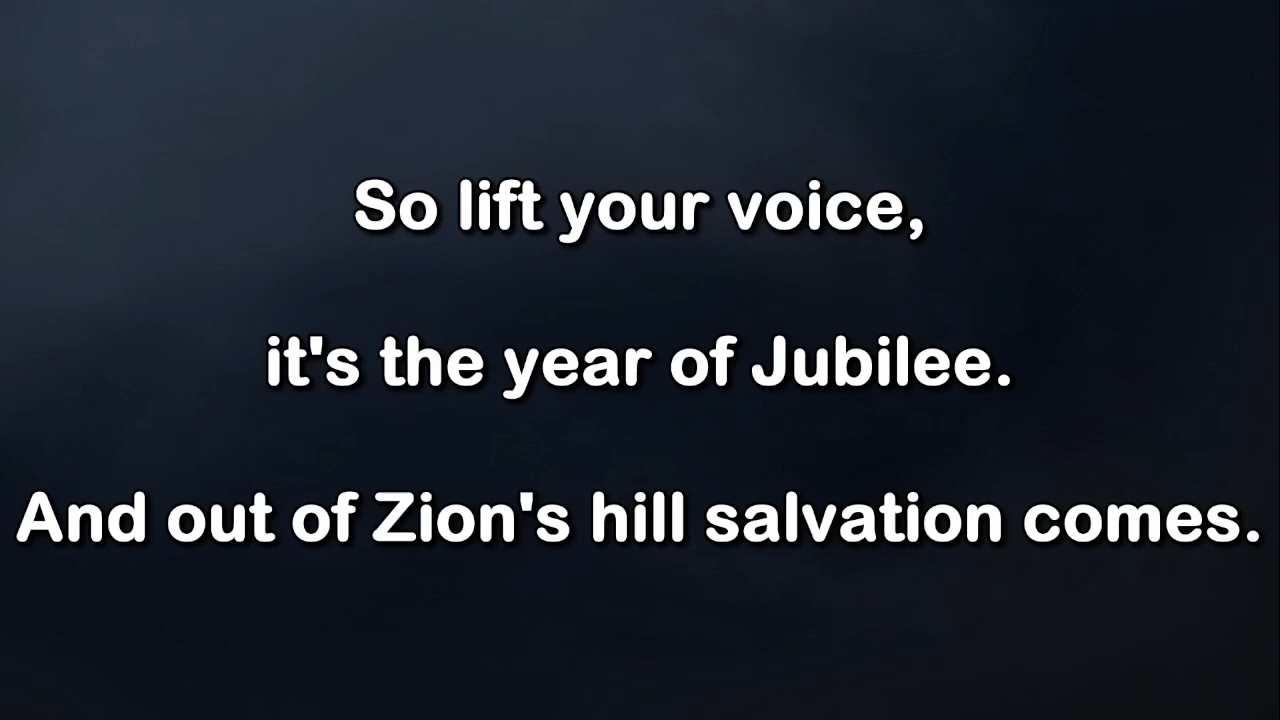 So lift your voice,
it's the year of Jubilee.
And out of Zion's hill salvation comes.